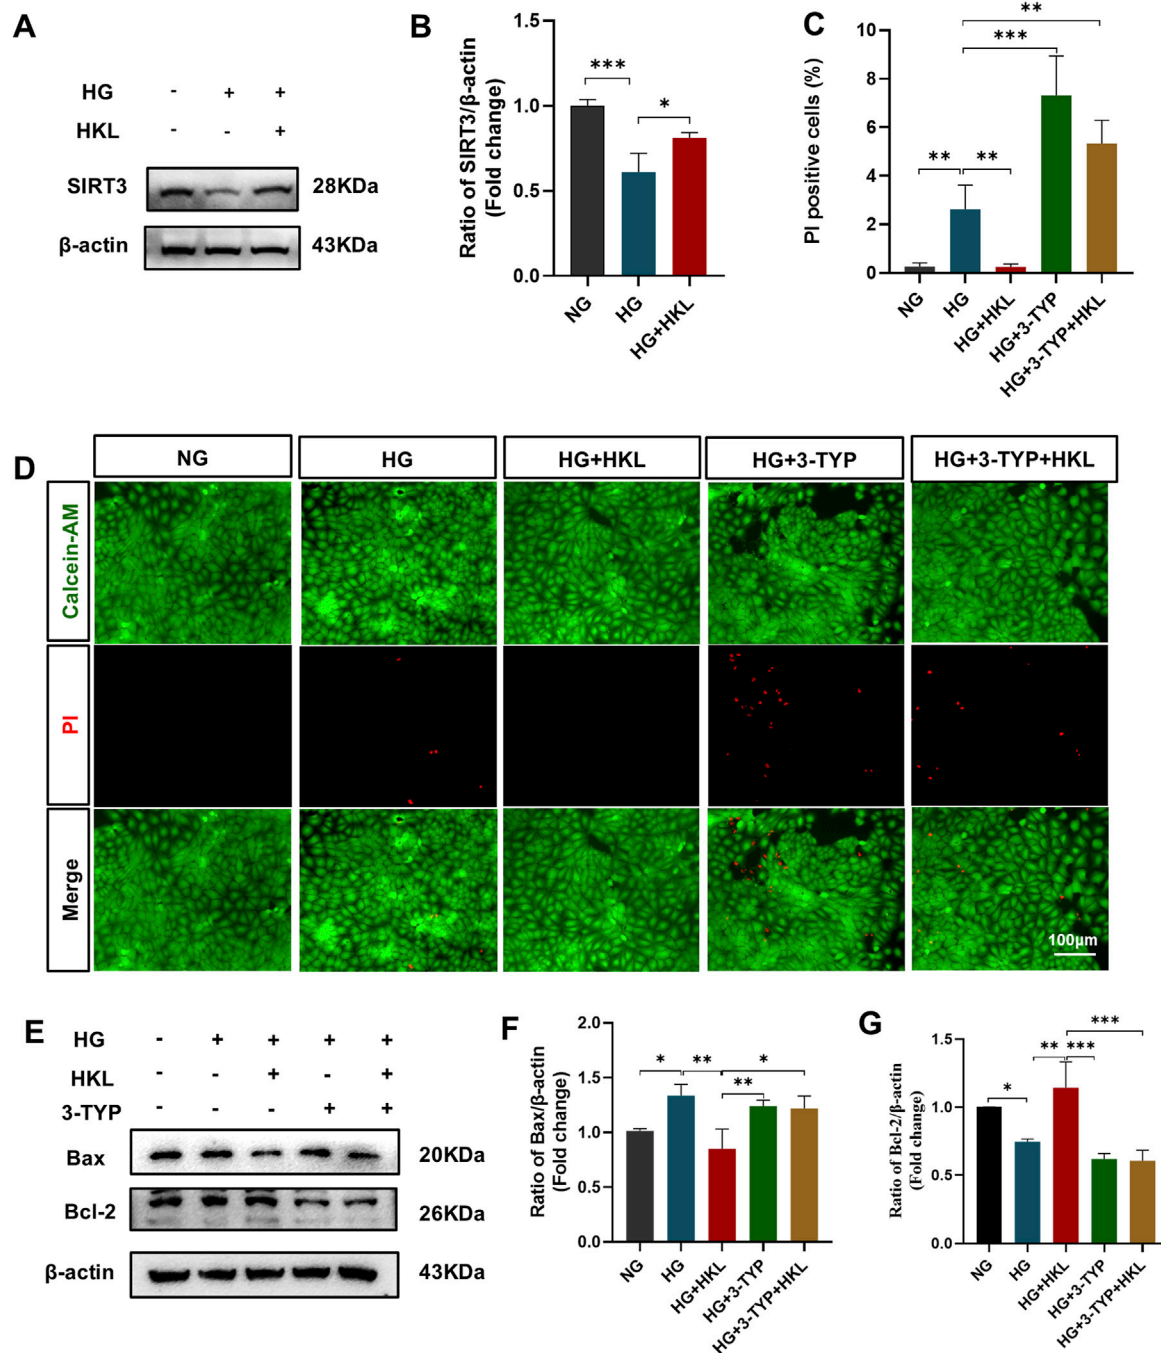 A
HG - + +
HKL - - +
SIRT3 28KDa
β-actin 43KDa
B
Ratio of SIRT3/β-actin
(Fold change)
1.5
1.0
0.5
0.0
*** *
NG HG HG+HKL
C
PI positive cells (%)
10
8
6
4
2
0
**
***
** **
NG HG HG+HKL HG+3-TYP HG+3-TYP+HKL
D
NG HG HG+HKL HG+3-TYP HG+3-TYP+HKL
Calcein-AM
PI
Merge
100μm
E
HG - + + + +
HKL - - + - +
3-TYP - - - + +
Bax 20KDa
Bcl-2 26KDa
β-actin 43KDa
F
Ratio of Bax/β-actin
(Fold change)
2.0
1.5
1.0
0.5
0.0
* ** *
**
NG HG HG+HKL HG+3-TYP HG+3-TYP+HKL
G
Ratio of Bcl-2/β-actin
(Fold change)
1.5
1.0
0.5
0.0
***
** ***
*
NG HG HG+HKL HG+3-TYP HG+3-TYP+HKL